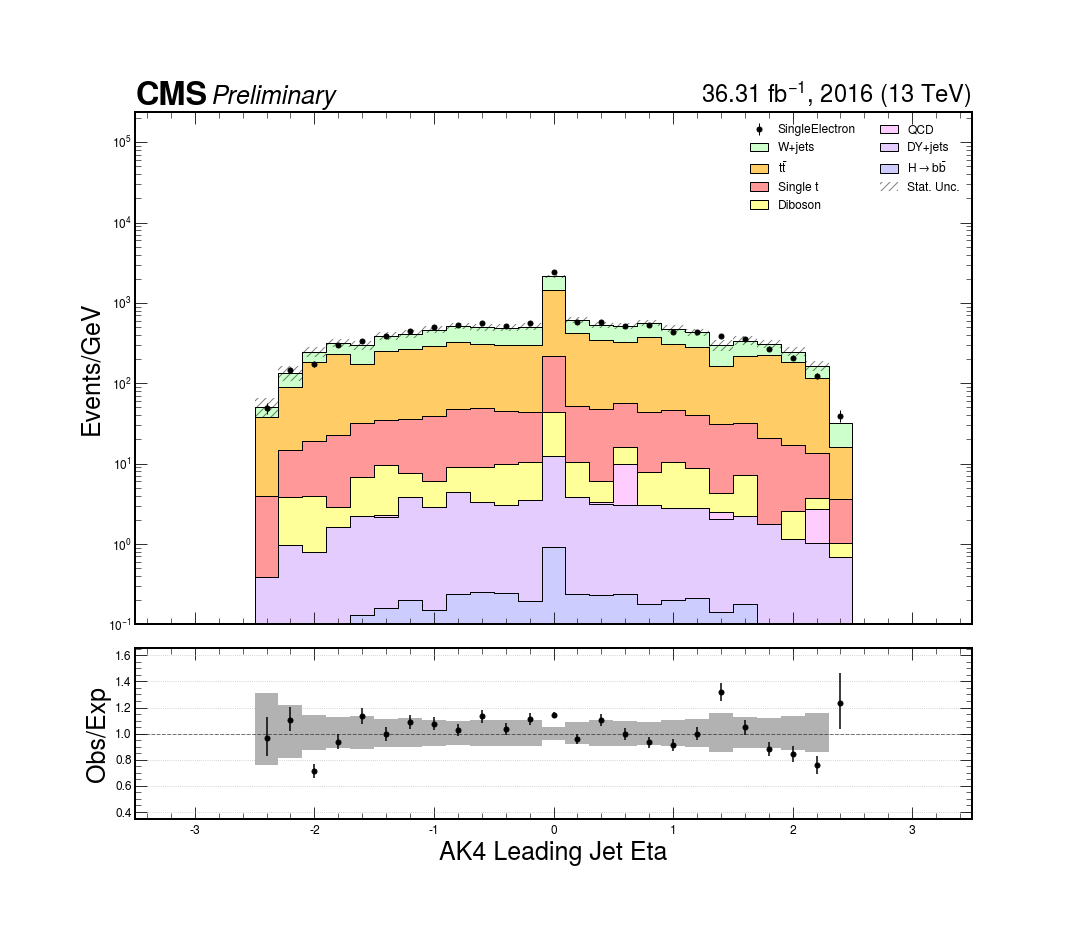 CMS Preliminary 36.31 fb⁻¹, 2016 (13 TeV)
SingleElectron QCD
W+jets DY+jets
tt̄ H→bb̄
Single t Stat. Unc.
Diboson
Events/GeV
10⁵
10⁴
10³
10²
10¹
10⁰
10⁻¹
Obs/Exp
1.6
1.4
1.2
1.0
0.8
0.6
0.4
-3 -2 -1 0 1 2 3
AK4 Leading Jet Eta